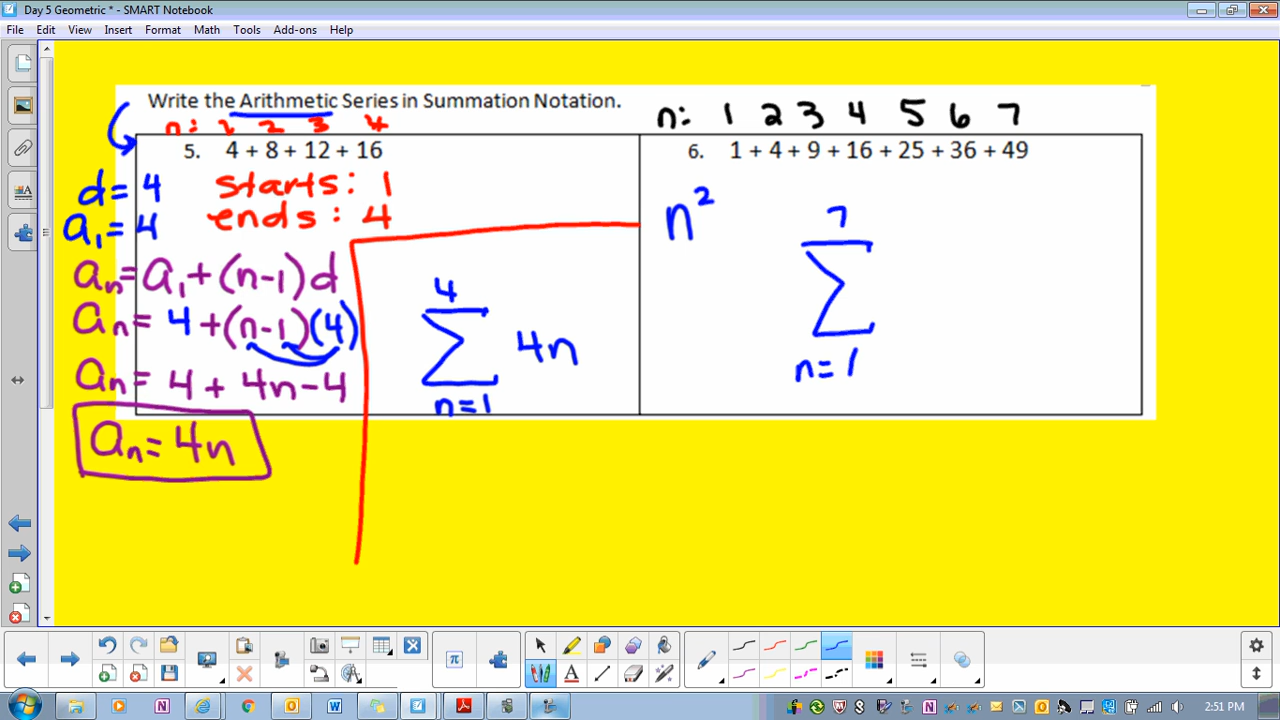 Day 5 Geometric * - SMART Notebook
File Edit View Insert Format Math Tools Add-ons Help
Write the Arithmetic Series in Summation Notation.
n: 1 2 3 4
5. 4 + 8 + 12 + 16
d = 4
starts: 1
a₁ = 4
ends: 4
aₙ = a₁ + (n-1)d
aₙ = 4 + (n-1)(4)
aₙ = 4 + 4n - 4
aₙ = 4n
4
∑ 4n
n=1
n: 1 2 3 4 5 6 7
6. 1 + 4 + 9 + 16 + 25 + 36 + 49
n²
7
∑
n=1
2:51 PM